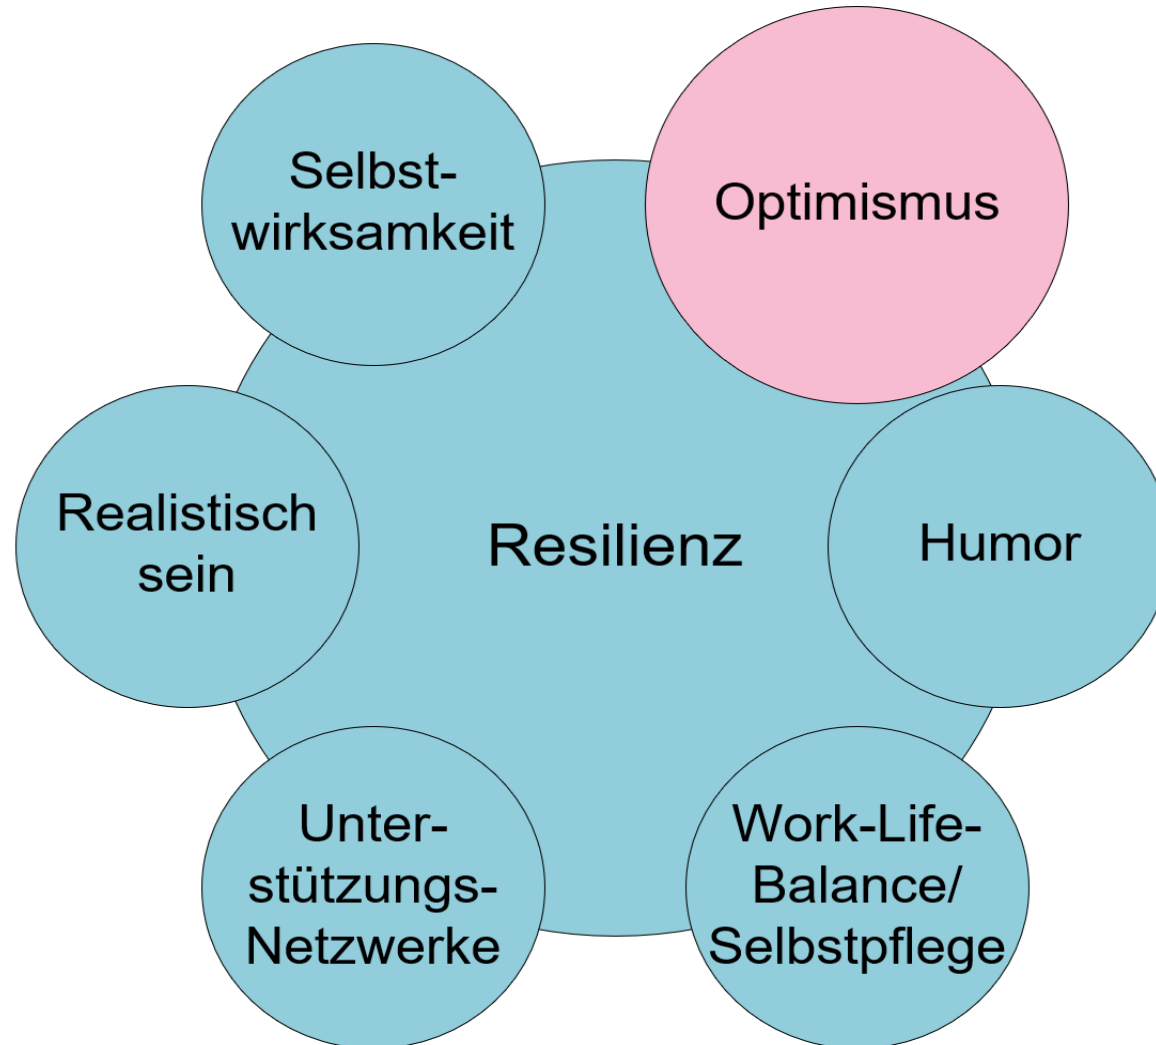 Selbst-
wirksamkeit
Optimismus
Realistisch
sein
Resilienz
Humor
Unter-
stützungs-
Netzwerke
Work-Life-
Balance/
Selbstpflege